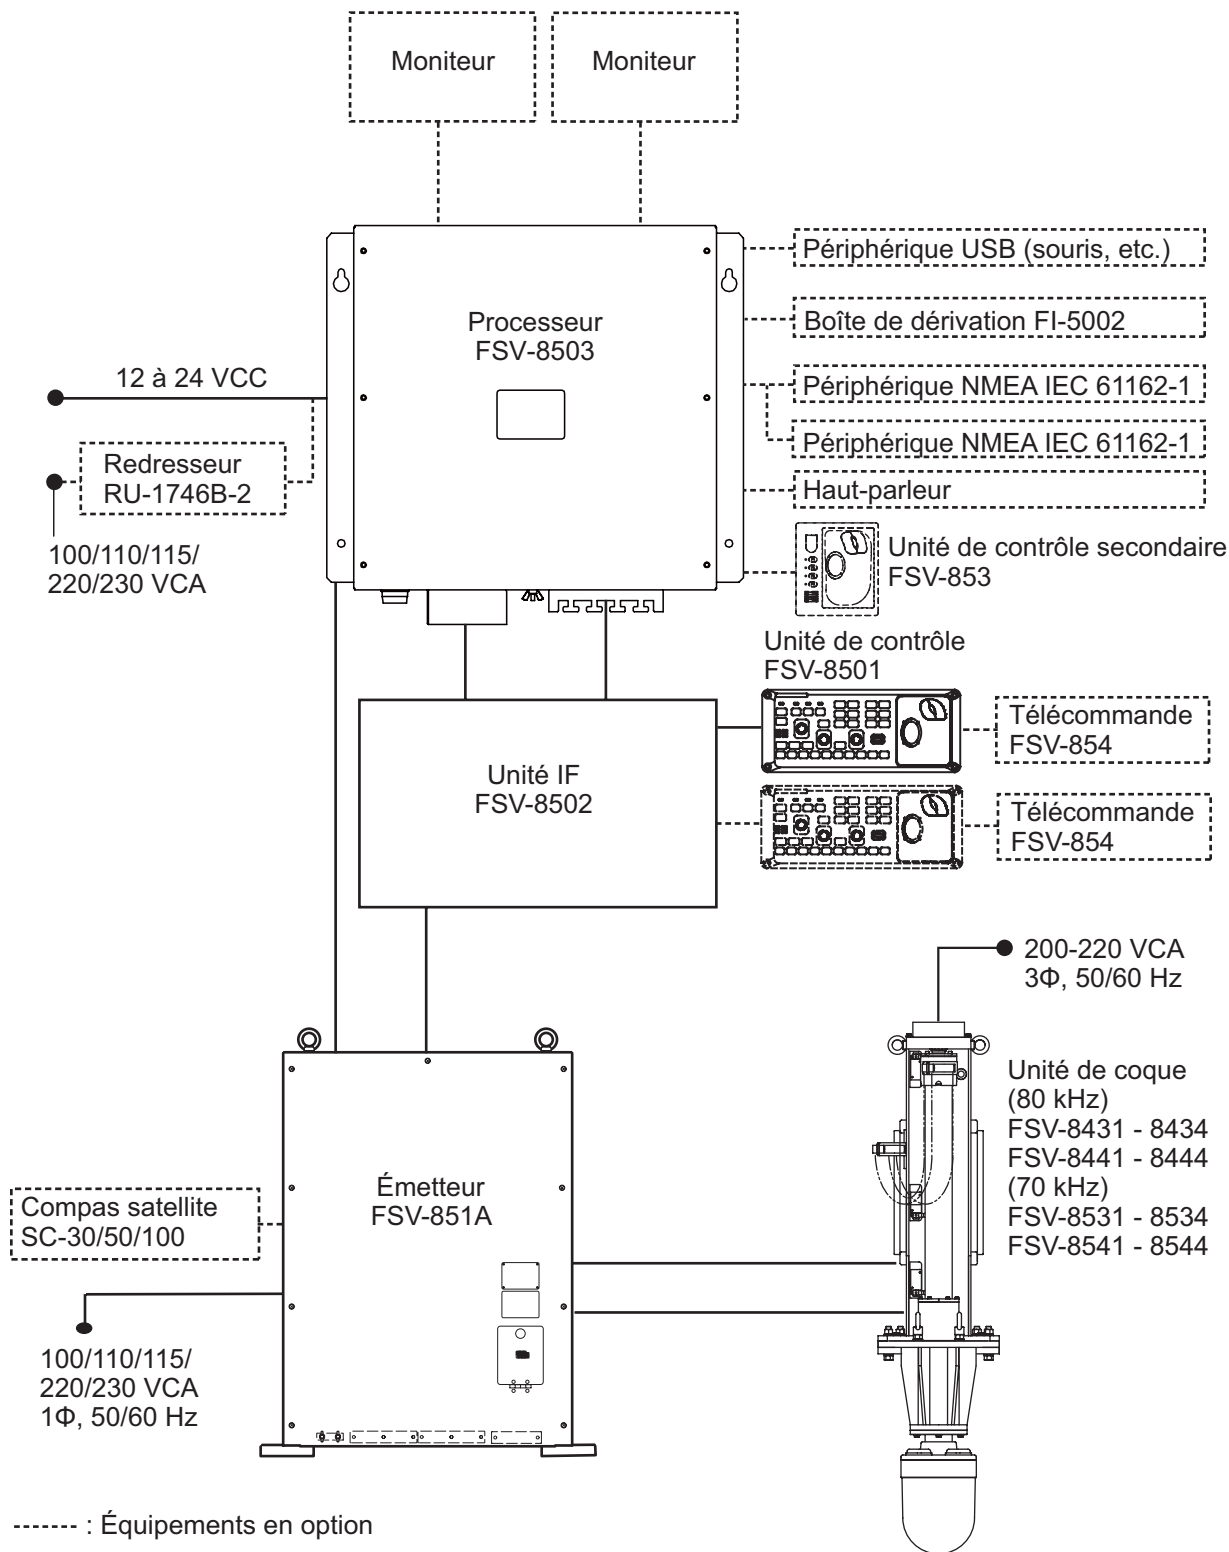 Moniteur
Moniteur
Périphérique USB (souris, etc.)
Processeur
FSV-8503
Boîte de dérivation FI-5002
12 à 24 VCC
Périphérique NMEA IEC 61162-1
Périphérique NMEA IEC 61162-1
Redresseur
RU-1746B-2
Haut-parleur
100/110/115/
220/230 VCA
Unité de contrôle secondaire
FSV-853
Unité de contrôle
FSV-8501
Télécommande
FSV-854
Unité IF
FSV-8502
Télécommande
FSV-854
200-220 VCA
3Φ, 50/60 Hz
Unité de coque
(80 kHz)
FSV-8431 - 8434
FSV-8441 - 8444
(70 kHz)
FSV-8531 - 8534
FSV-8541 - 8544
Émetteur
FSV-851A
Compas satellite
SC-30/50/100
100/110/115/
220/230 VCA
1Φ, 50/60 Hz
-------- : Équipements en option